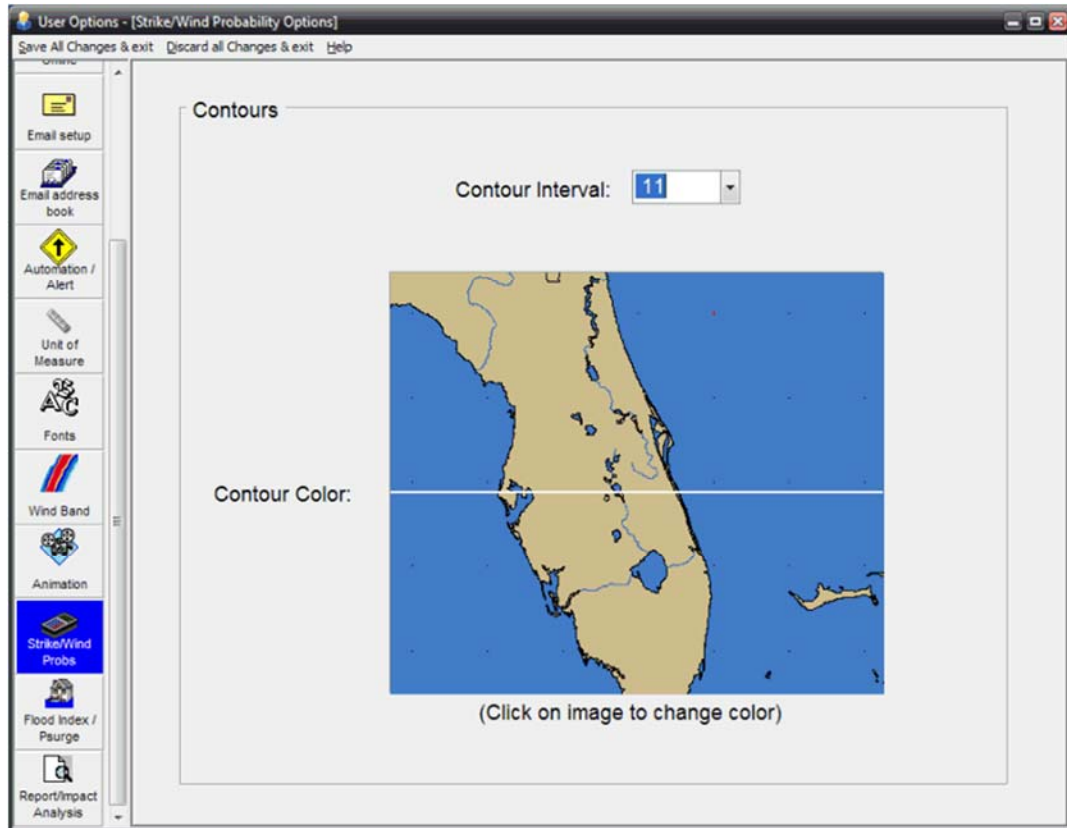 User Options - [Strike/Wind Probability Options]
Save All Changes & exit Discard all Changes & exit Help
Offline
Email setup
Email address
book
Automation /
Alert
Unit of
Measure
Fonts
Wind Band
Animation
Strike/Wind
Probs
Flood Index /
Psurge
Report/Impact
Analysis
Contours
Contour Interval: 11
Contour Color:
(Click on image to change color)